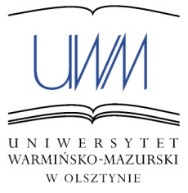 UWM
UNIWERSYTET
WARMIŃSKO-MAZURSKI
W OLSZTYNIE